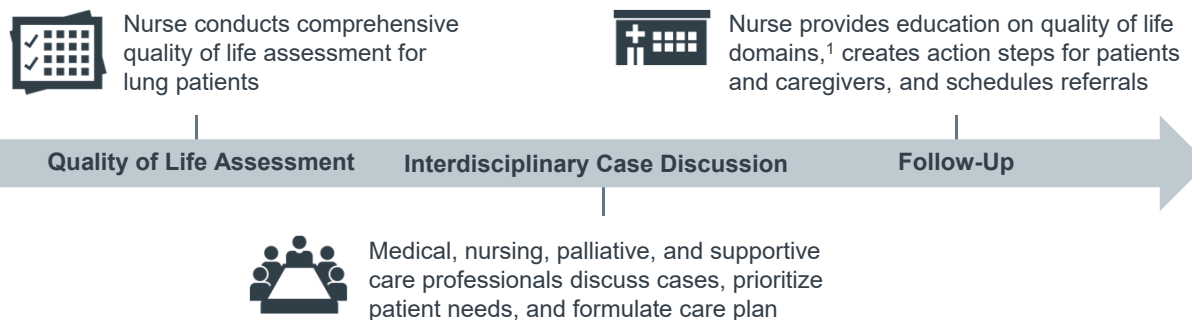 Nurse conducts comprehensive
quality of life assessment for
lung patients
Nurse provides education on quality of life
domains,¹ creates action steps for patients
and caregivers, and schedules referrals
Quality of Life Assessment
Interdisciplinary Case Discussion
Follow-Up
Medical, nursing, palliative, and supportive
care professionals discuss cases, prioritize
patient needs, and formulate care plan